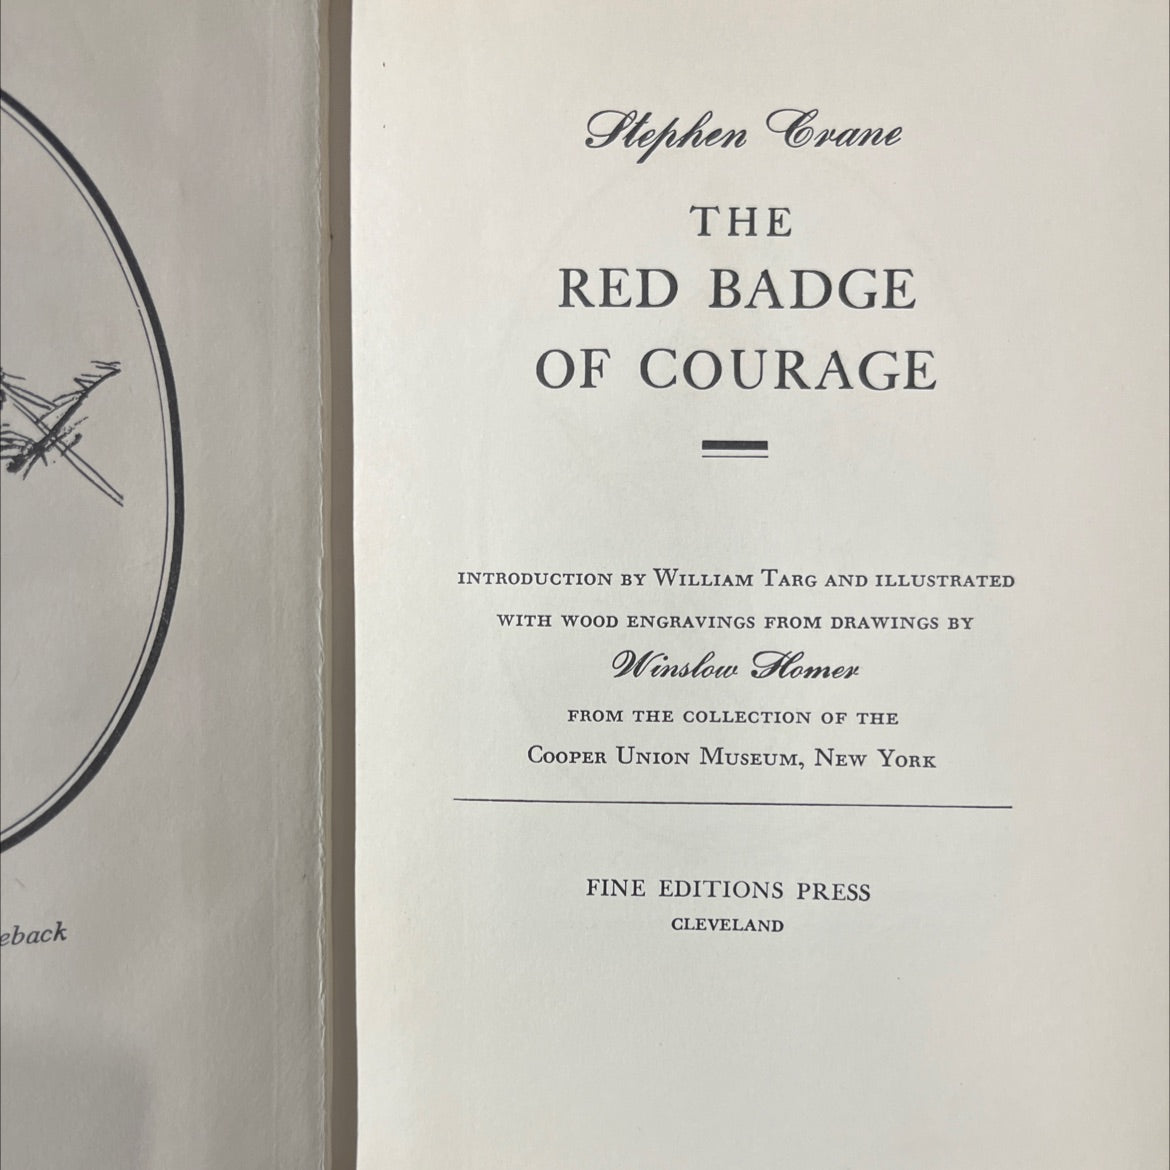 eback
Stephen Crane
THE
RED BADGE
OF COURAGE
INTRODUCTION BY WILLIAM TARG AND ILLUSTRATED
WITH WOOD ENGRAVINGS FROM DRAWINGS BY
Winslow Homer
FROM THE COLLECTION OF THE
COOPER UNION MUSEUM, NEW YORK
FINE EDITIONS PRESS
CLEVELAND